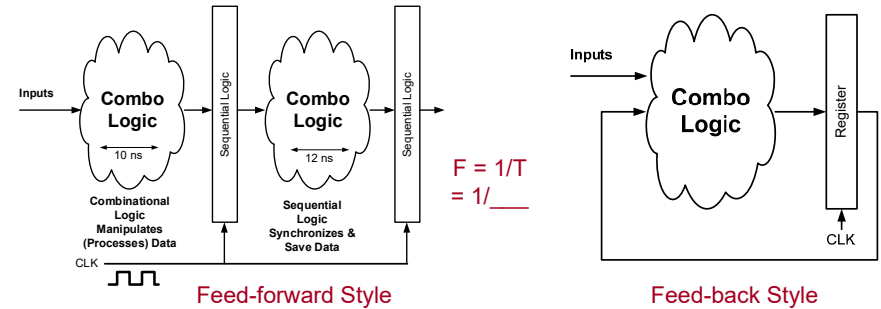 Inputs
Combo
Logic
10 ns
Sequential Logic
Combo
Logic
12 ns
Sequential Logic
Combinational
Logic
Manipulates
(Processes) Data
Sequential
Logic
Synchronizes &
Save Data
CLK
F = 1/T
= 1/___
Feed-forward Style
Inputs
Combo
Logic
Register
CLK
Feed-back Style